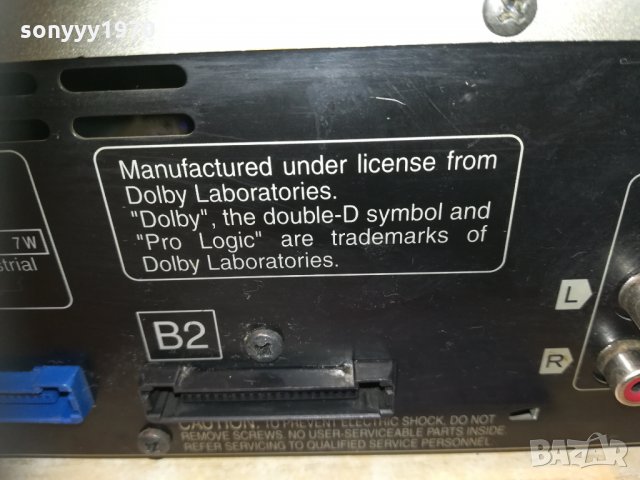 sonyyy1979
Manufactured under license from
Dolby Laboratories.
"Dolby", the double-D symbol and
"Pro Logic" are trademarks of
Dolby Laboratories.
7W
strial
B2
L
R
CAUTION: TO PREVENT ELECTRIC SHOCK, DO NOT
REMOVE SCREWS. NO USER-SERVICEABLE PARTS INSIDE
REFER SERVICING TO QUALIFIED SERVICE PERSONNEL
BAZAR